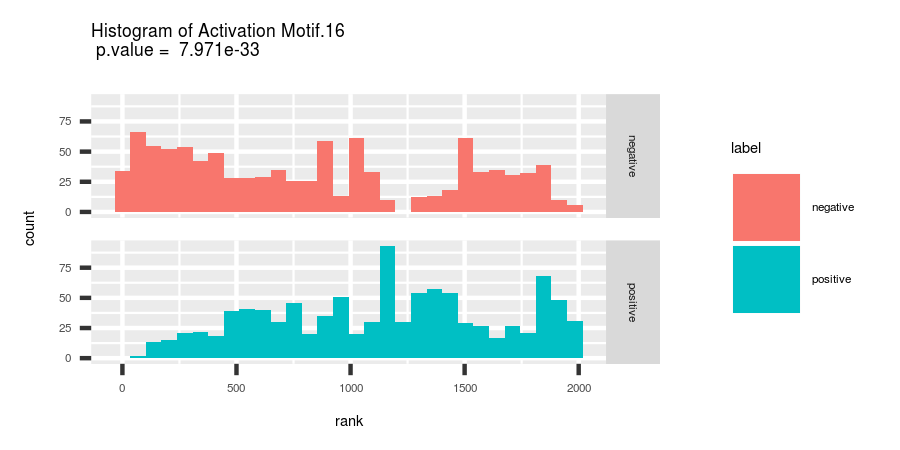 Histogram of Activation Motif.16
p.value = 7.971e-33
75
50
25
0
negative
75
50
25
0
positive
0
500
1000
1500
2000
count
rank
label
negative
positive